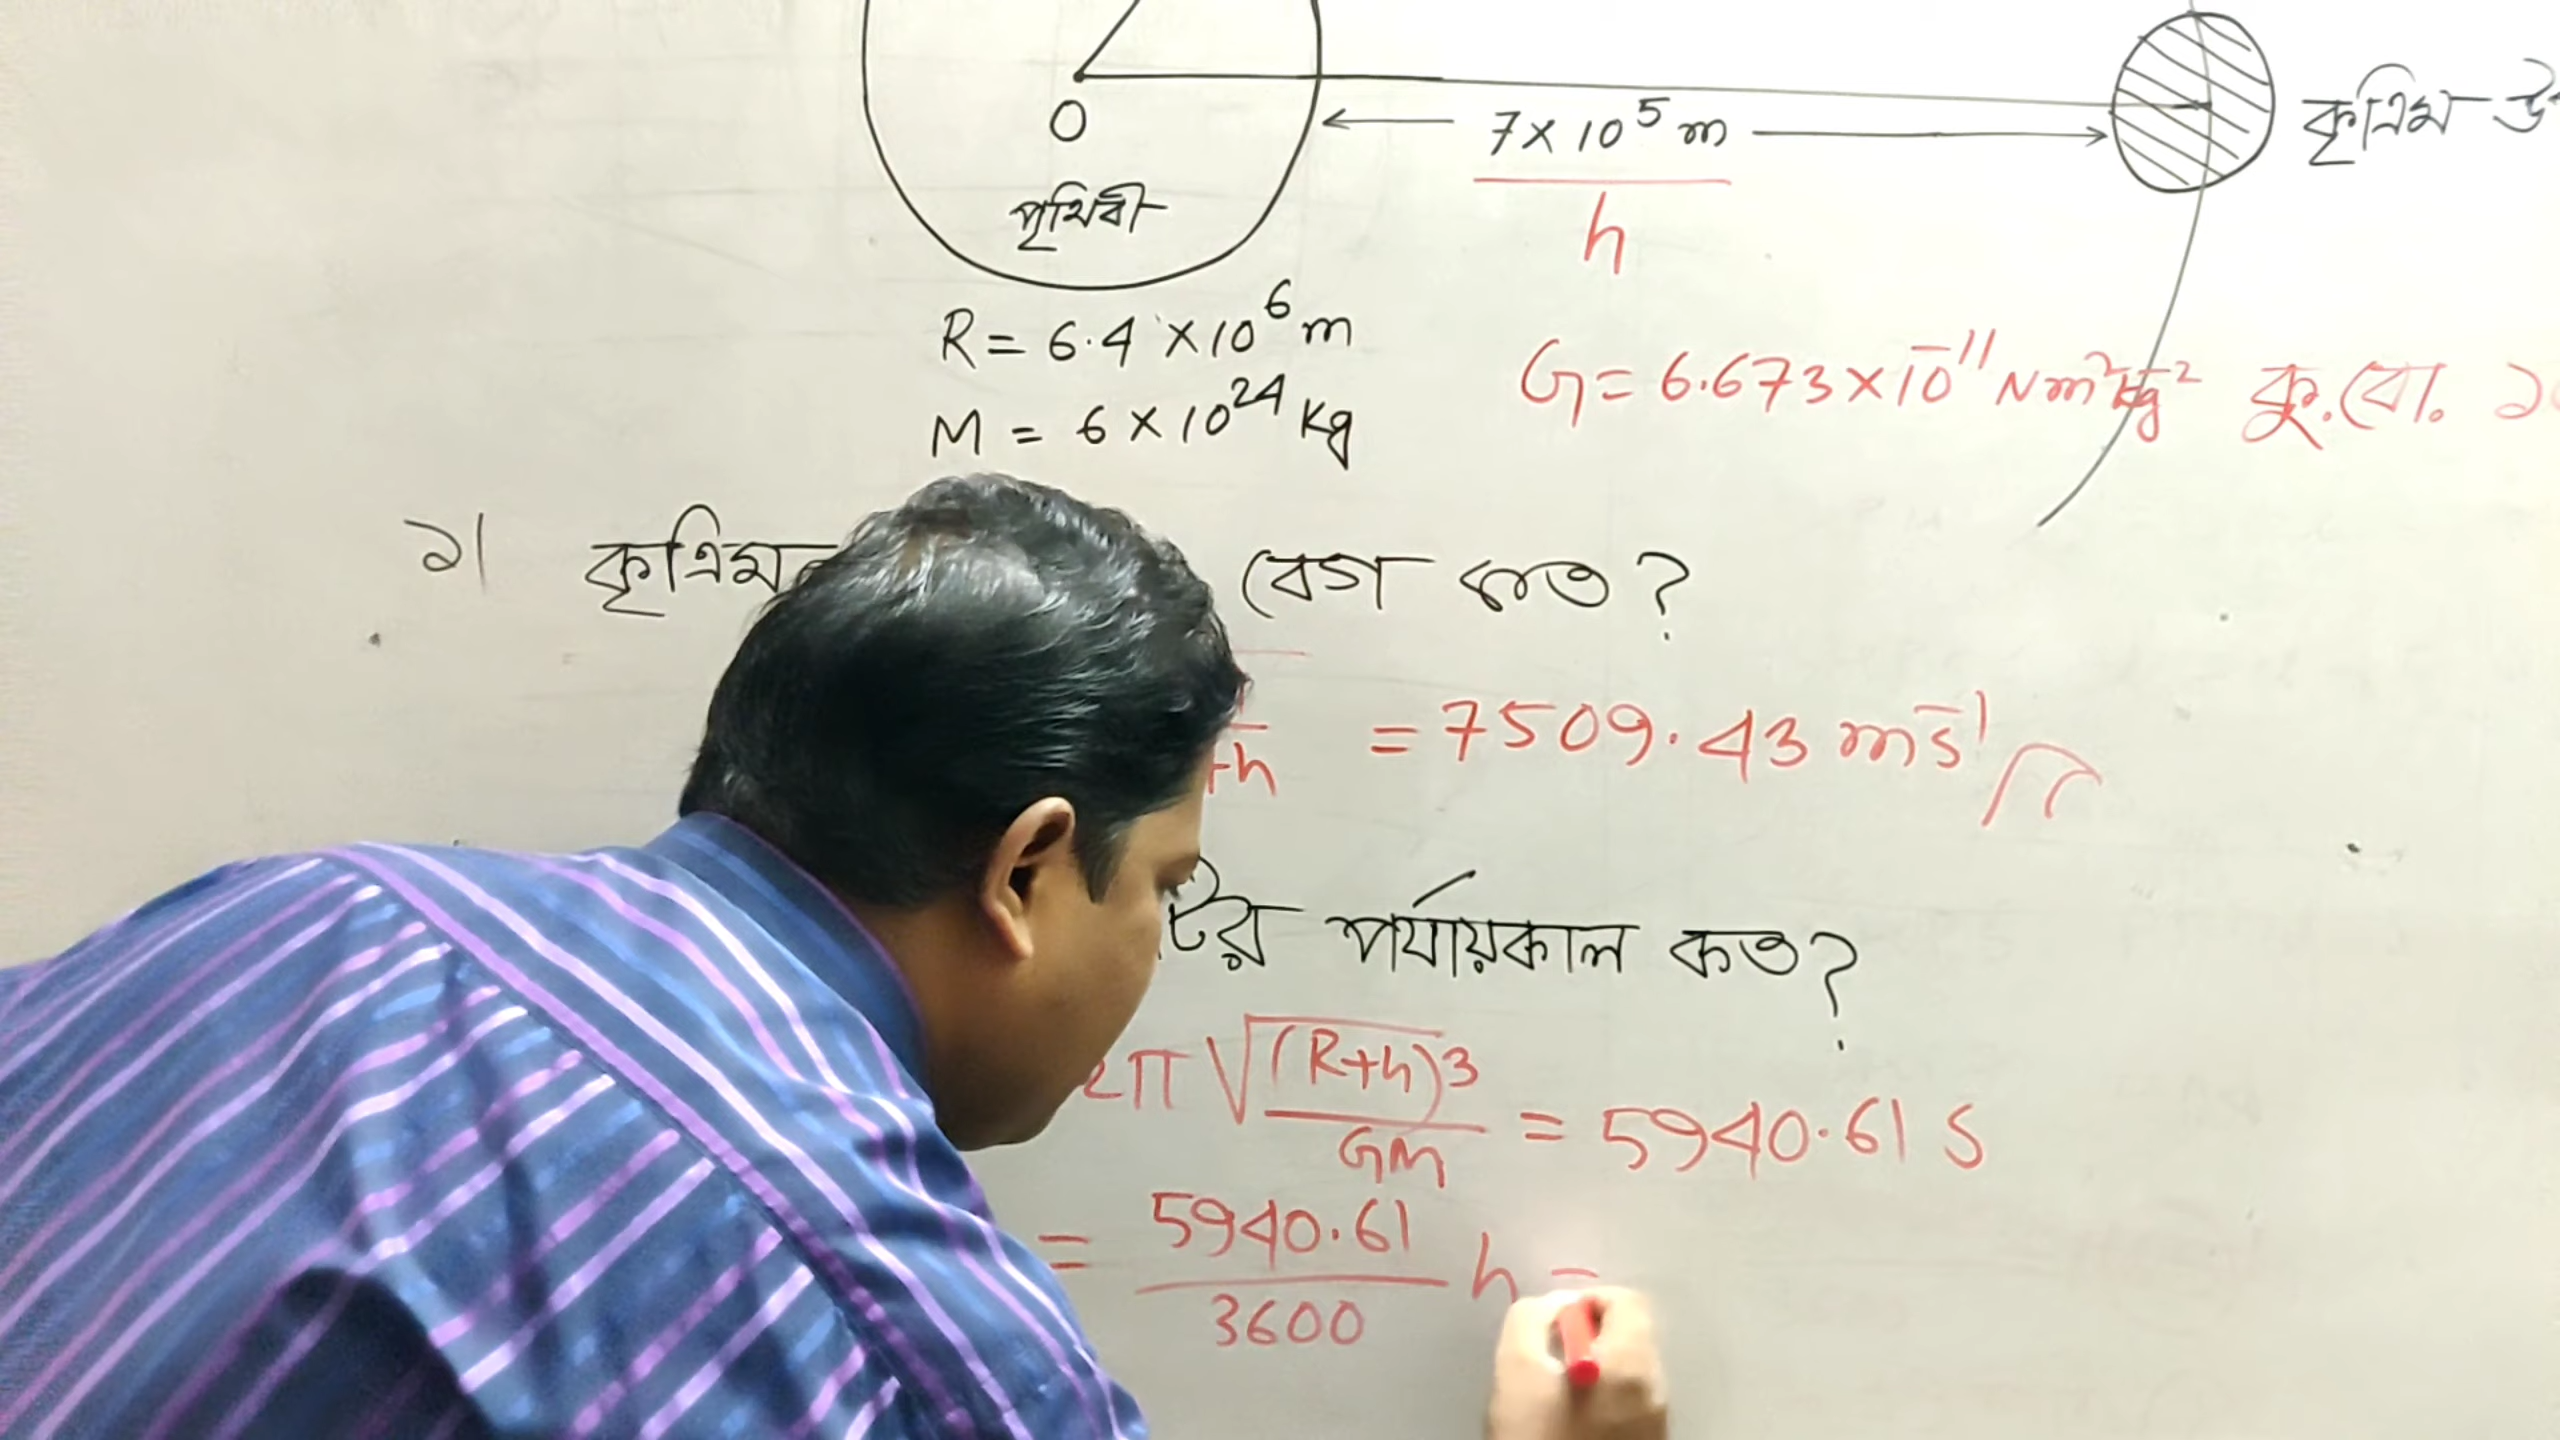 O
7 × 10⁵ m
h
পৃথিবী
কৃত্রিম
R = 6.4 × 10⁶ m
M = 6 × 10²⁴ kg
G = 6.673 × 10⁻¹¹ Nm²kg⁻² কু.বো.
১। কৃত্রিম বেগ কত?
+h = 7509.43 ms⁻¹
টির পর্যায়কাল কত?
2π √(R+h)³/GM = 5940.61 S
= 5940.61/3600 h =